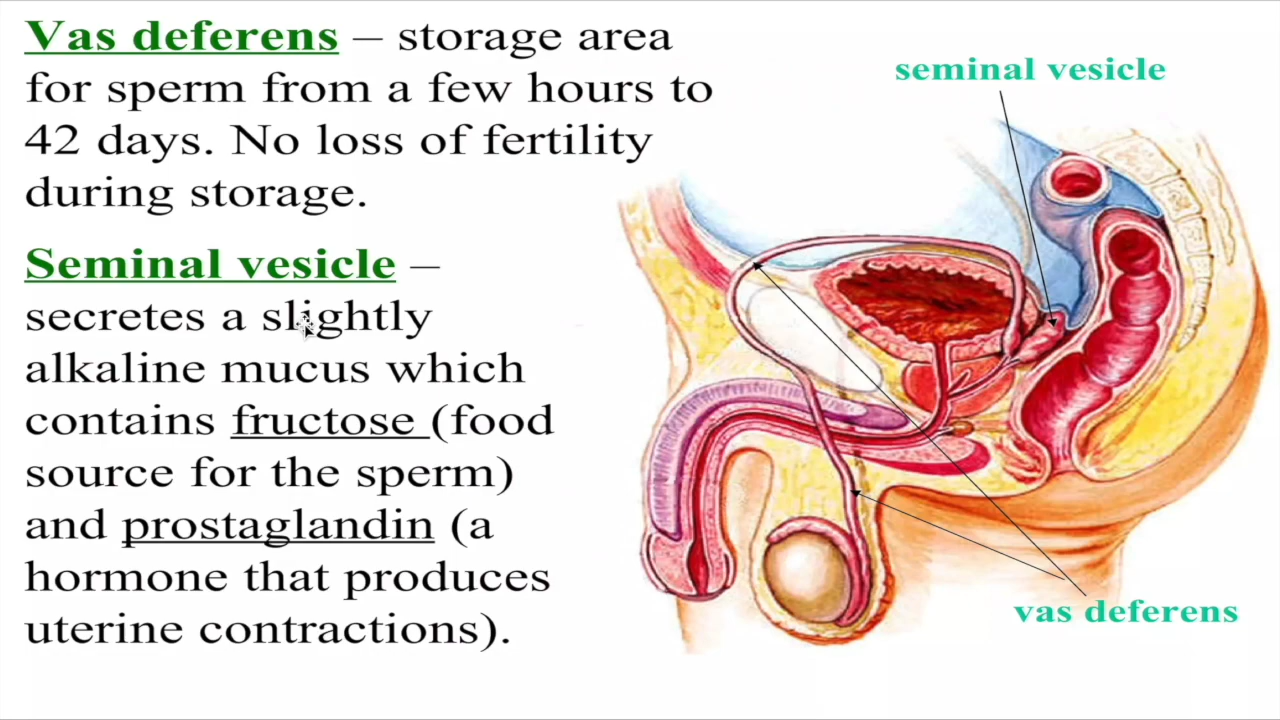 Vas deferens – storage area
for sperm from a few hours to
42 days. No loss of fertility
during storage.
Seminal vesicle –
secretes a slightly
alkaline mucus which
contains fructose (food
source for the sperm)
and prostaglandin (a
hormone that produces
uterine contractions).
seminal vesicle
vas deferens